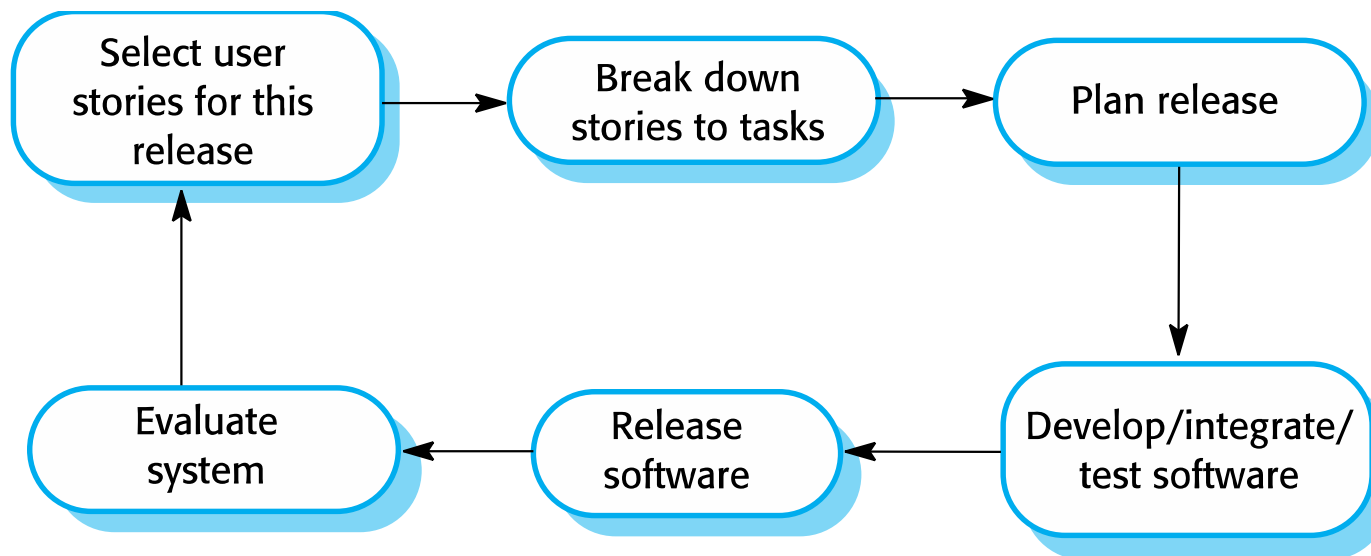 Select user
stories for this
release
Break down
stories to tasks
Plan release
Evaluate
system
Release
software
Develop/integrate/
test software